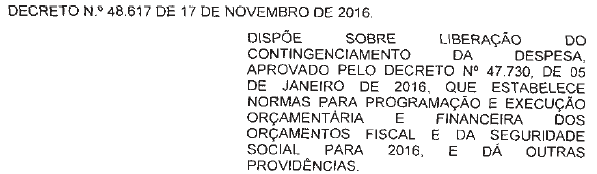 DECRETO N.º 48.617 DE 17 DE NOVEMBRO DE 2016.
DISPÕE SOBRE LIBERAÇÃO DO
CONTINGENCIAMENTO DA DESPESA,
APROVADO PELO DECRETO Nº 47.730, DE 05
DE JANEIRO DE 2016, QUE ESTABELECE
NORMAS PARA PROGRAMAÇÃO E EXECUÇÃO
ORÇAMENTÁRIA E FINANCEIRA DOS
ORÇAMENTOS FISCAL E DA SEGURIDADE
SOCIAL PARA 2016, E DÁ OUTRAS
PROVIDÊNCIAS.